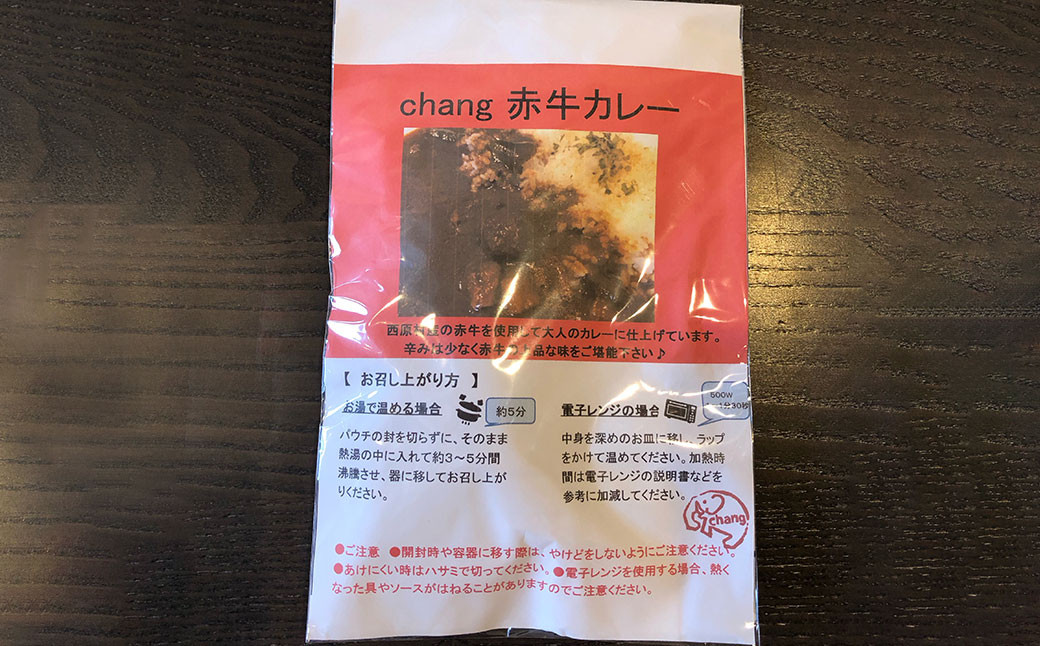 chang 赤牛カレー
西原村産の赤牛を使用して大人のカレーに仕上げています。
辛みは少なく赤牛の上品な味をご堪能下さい♪
【 お召し上がり方 】
お湯で温める場合
約5分
パウチの封を切らずに、そのまま
熱湯の中に入れて約3～5分間
沸騰させ、器に移してお召し上が
りください。
電子レンジの場合
500W
1分30秒
中身を深めのお皿に移し、ラップ
をかけて温めてください。加熱時
間は電子レンジの説明書などを
参考に加減してください。
chang
●ご注意 ●開封時や容器に移す際は、やけどをしないようにご注意ください。
●あけにくい時はハサミで切ってください。●電子レンジを使用する場合、熱く
なった具やソースがはねることがありますのでご注意ください。